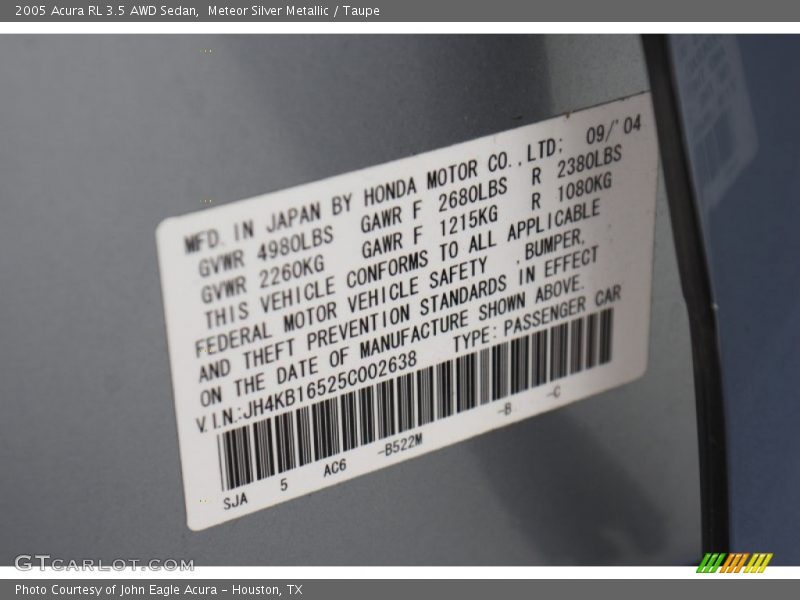 2005 Acura RL 3.5 AWD Sedan,  Meteor Silver Metallic / Taupe
MFD. IN JAPAN BY HONDA MOTOR CO.,LTD; 09/'04
GVWR 4980LBS GAWR F 2680LBS R 2380LBS
GVWR 2260KG GAWR F 1215KG R 1080KG
THIS VEHICLE CONFORMS TO ALL APPLICABLE
FEDERAL MOTOR VEHICLE SAFETY ,BUMPER,
AND THEFT PREVENTION STANDARDS IN EFFECT
ON THE DATE OF MANUFACTURE SHOWN ABOVE.
V.I.N.:JH4KB16525C002638 TYPE: PASSENGER CAR
SJA 5 AC6 -B522M -B -C
GTCARLOT.COM
Photo Courtesy of John Eagle Acura - Houston, TX